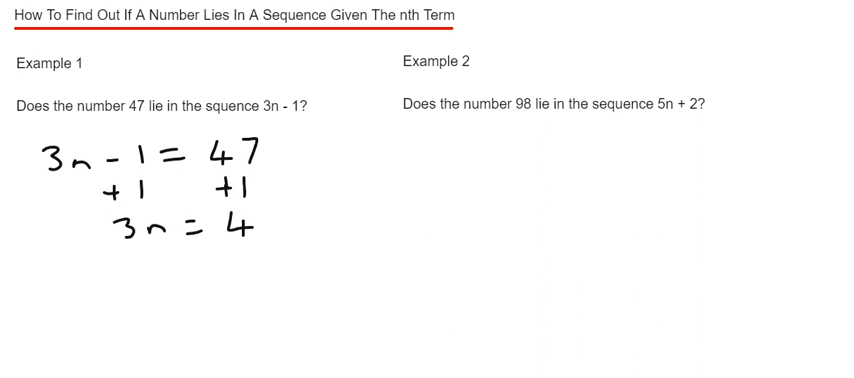 How To Find Out If A Number Lies In A Sequence Given The nth Term
Example 1
Does the number 47 lie in the squence 3n - 1?
3n - 1 = 47
+ 1 +1
3n = 4
Example 2
Does the number 98 lie in the sequence 5n + 2?